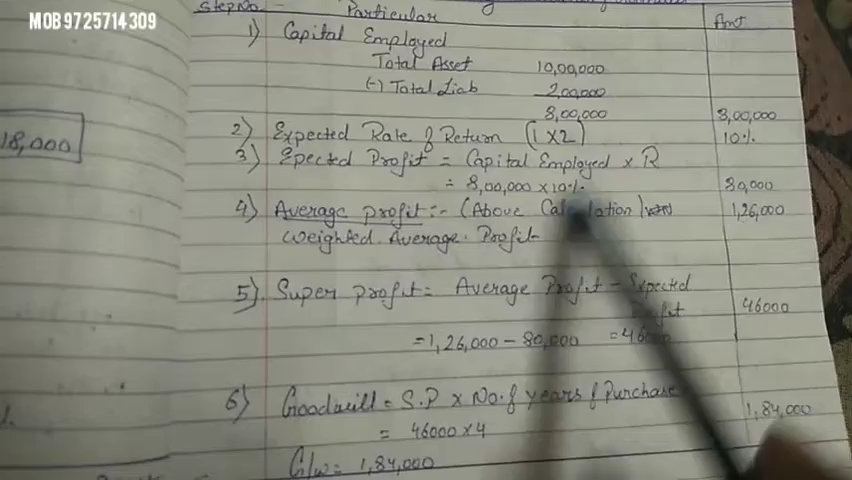 MOB 9725714309
Step No. Particular Amt
18,000
1) Capital Employed
Total Asset 10,00,000
(-) Total Liab 2,00,000
8,00,000 8,00,000
2) Expected Rate of Return (1 X 2) 10%
3) Epected Profit = Capital Employed x R
= 8,00,000 x 10% 80,000
4) Average profit :- (Above Calculation) 1,26,000
Weighted Average Profit
5) Super profit = Average Profit - Expected
Profit 46000
= 1,26,000 - 80,000 = 46000
6) Goodwill = S.P x No. of years of Purchase
= 46000 x 4 1,84,000
G/w = 1,84,000